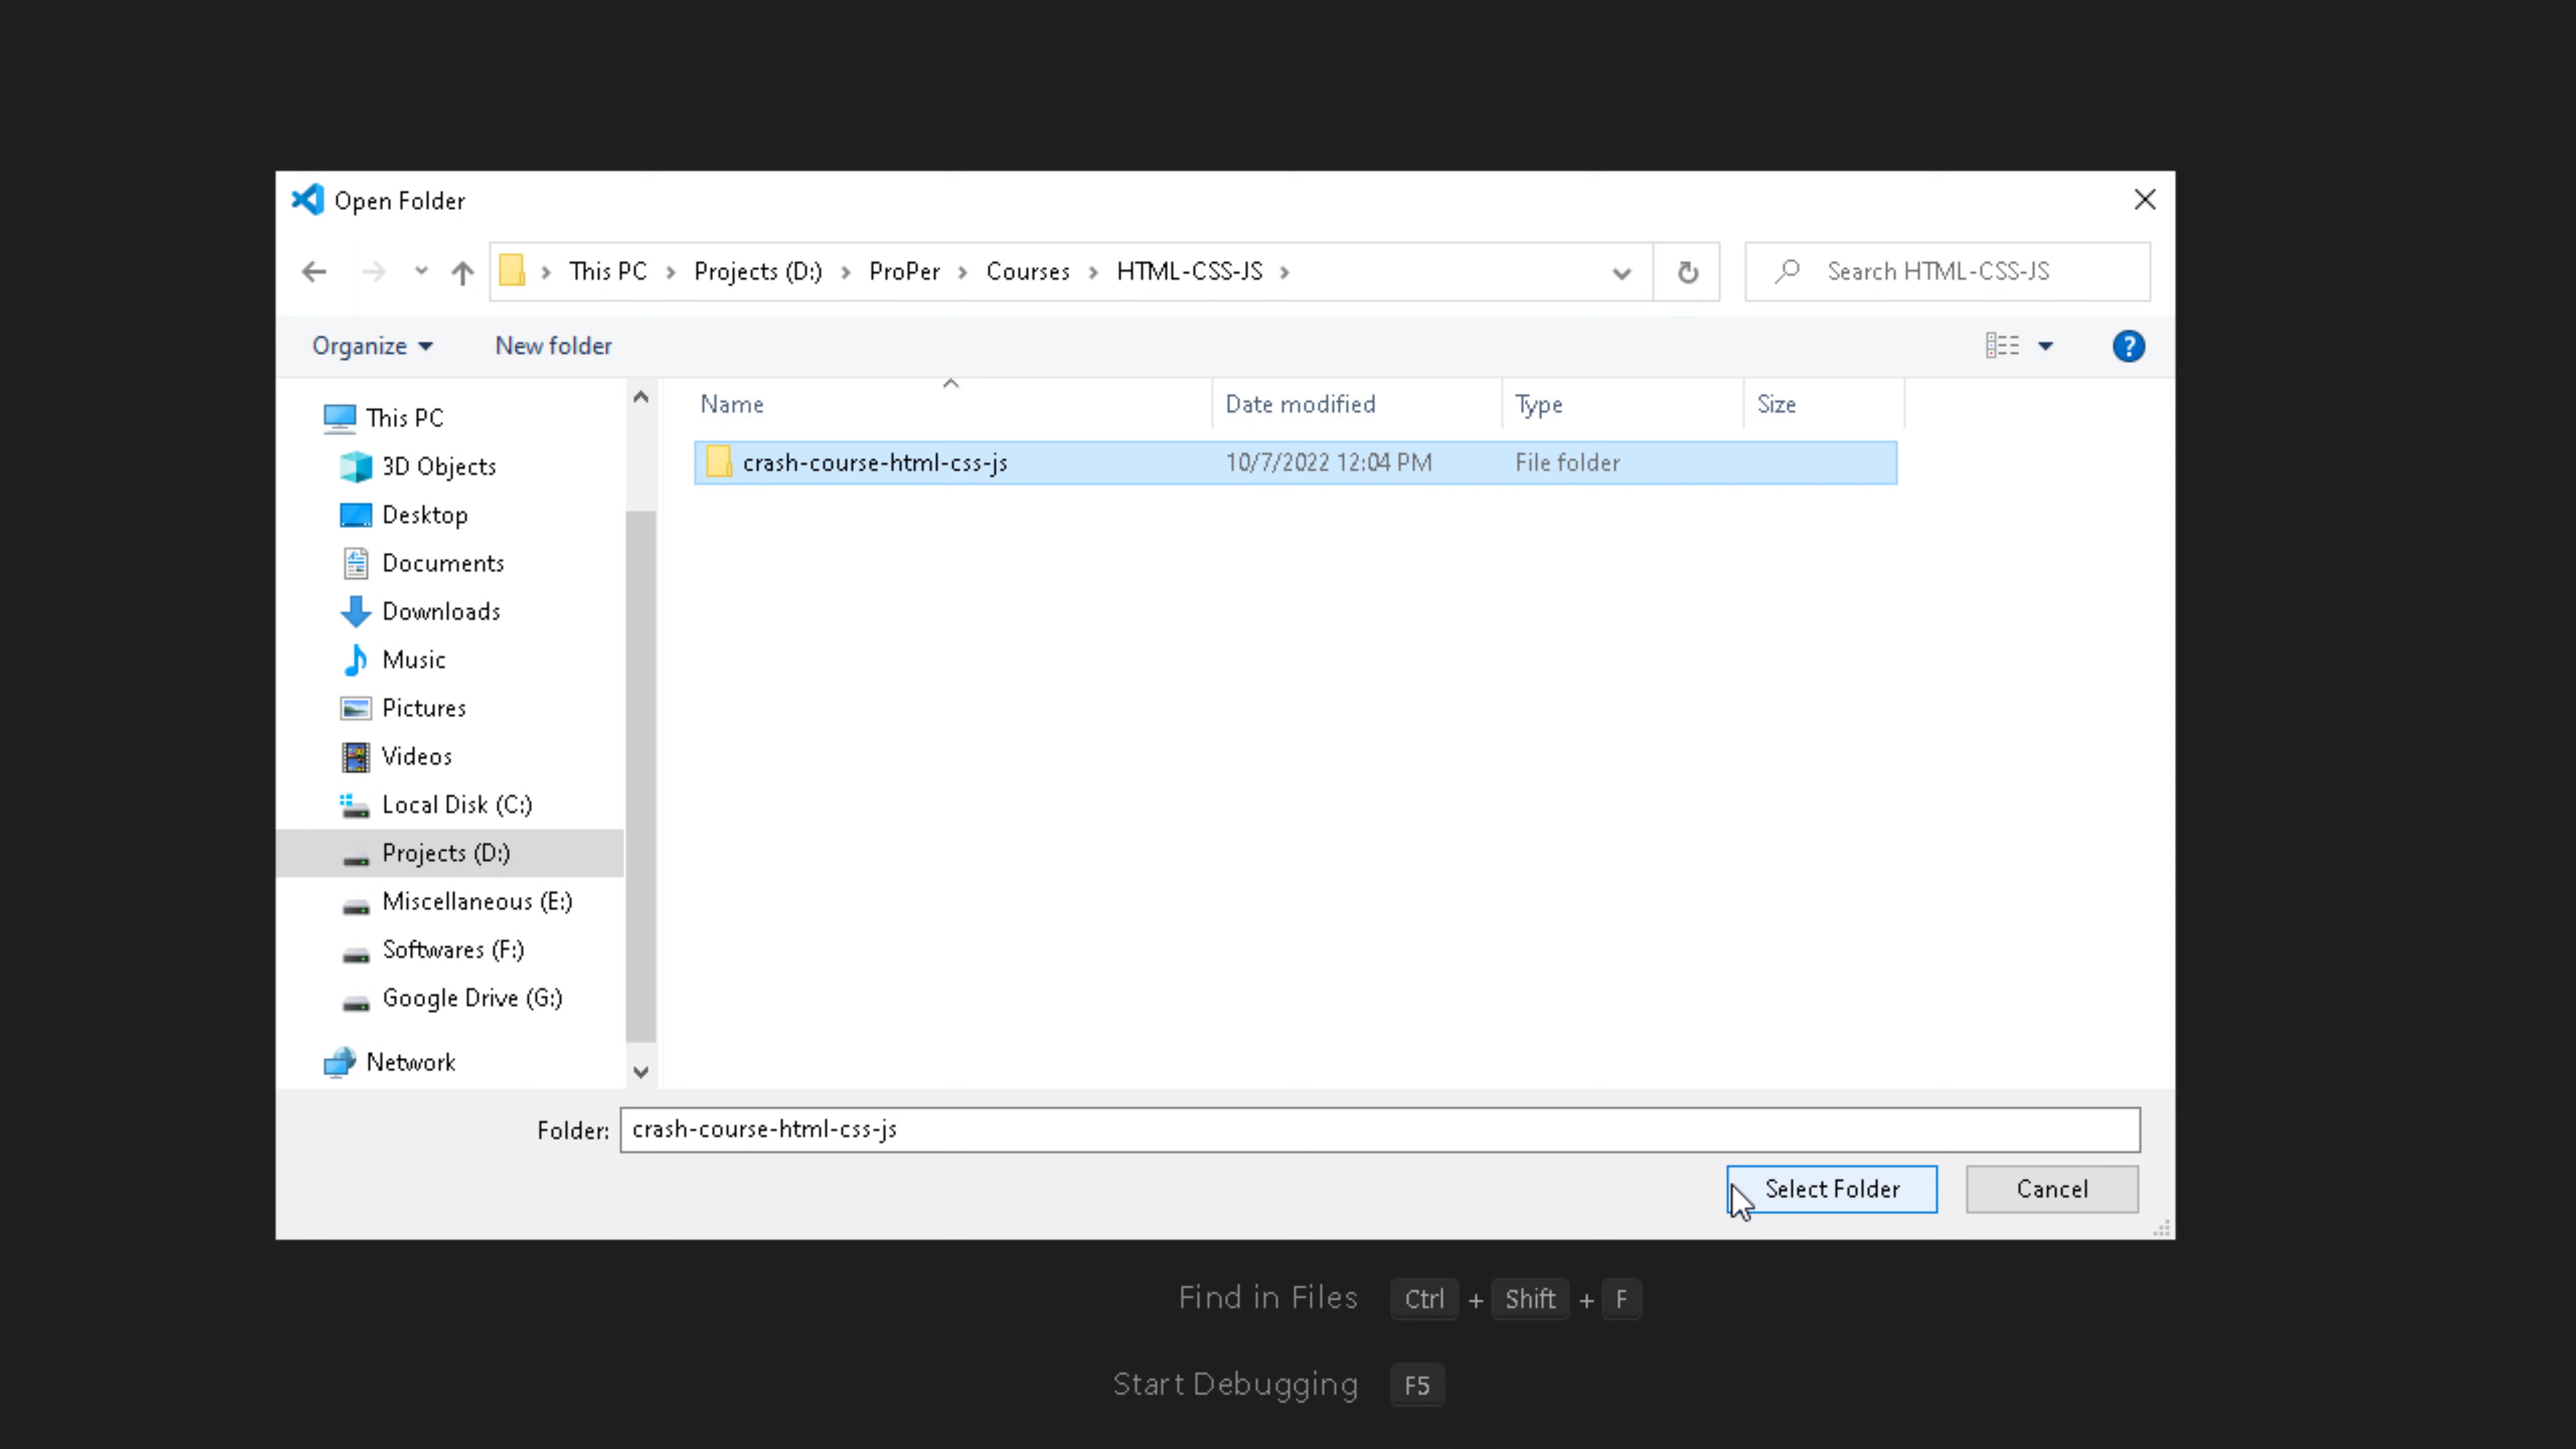 Open Folder
This PC Projects (D:) ProPer Courses HTML-CSS-JS
Search HTML-CSS-JS
Organize New folder
?
Name Date modified Type Size
crash-course-html-css-js 10/7/2022 12:04 PM File folder
This PC
3D Objects
Desktop
Documents
Downloads
Music
Pictures
Videos
Local Disk (C:)
Projects (D:)
Miscellaneous (E:)
Softwares (F:)
Google Drive (G:)
Network
Folder: crash-course-html-css-js
Select Folder Cancel
Find in Files Ctrl + Shift + F
Start Debugging F5